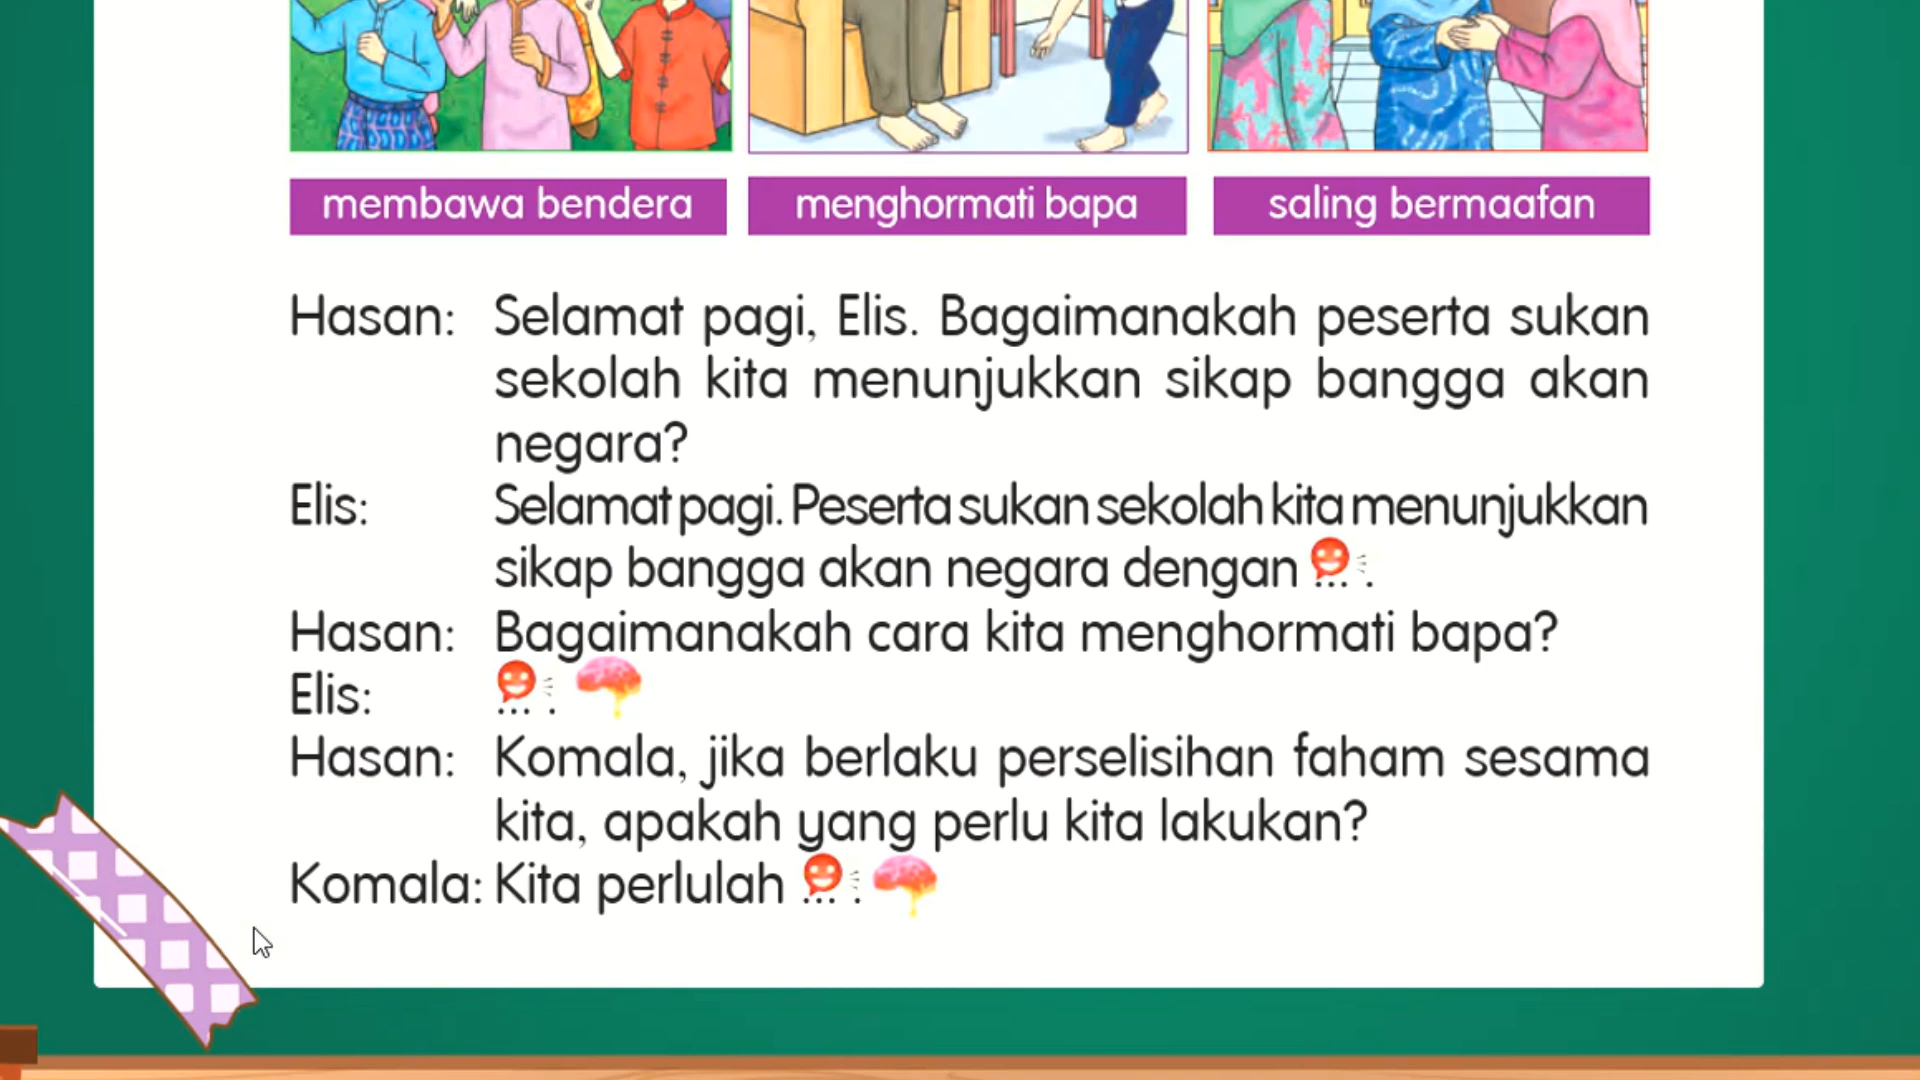 membawa bendera
menghormati bapa
saling bermaafan
Hasan: Selamat pagi, Elis. Bagaimanakah peserta sukan
sekolah kita menunjukkan sikap bangga akan
negara?
Elis: Selamat pagi. Peserta sukan sekolah kita menunjukkan
sikap bangga akan negara dengan ... .
Hasan: Bagaimanakah cara kita menghormati bapa?
Elis: ... .
Hasan: Komala, jika berlaku perselisihan faham sesama
kita, apakah yang perlu kita lakukan?
Komala: Kita perlulah ... .